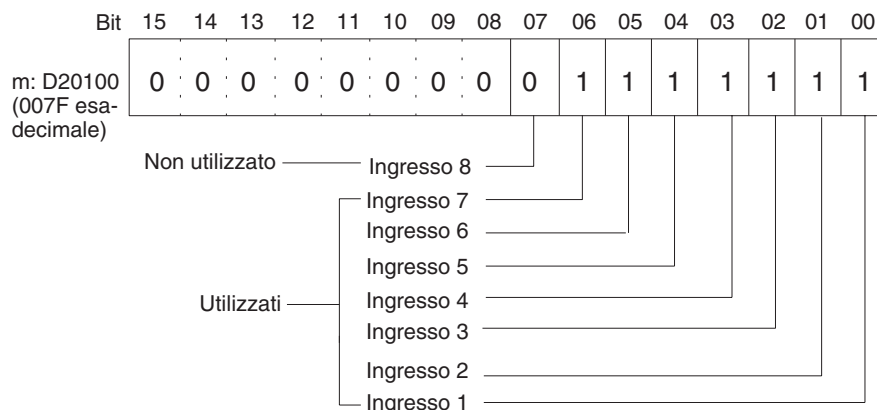 Bit 15 14 13 12 11 10 09 08 07 06 05 04 03 02 01 00
m: D20100 0 0 0 0 0 0 0 0 0 1 1 1 1 1 1 1
(007F esa-
decimale)
Non utilizzato Ingresso 8
Ingresso 7
Ingresso 6
Ingresso 5
Utilizzati Ingresso 4
Ingresso 3
Ingresso 2
Ingresso 1